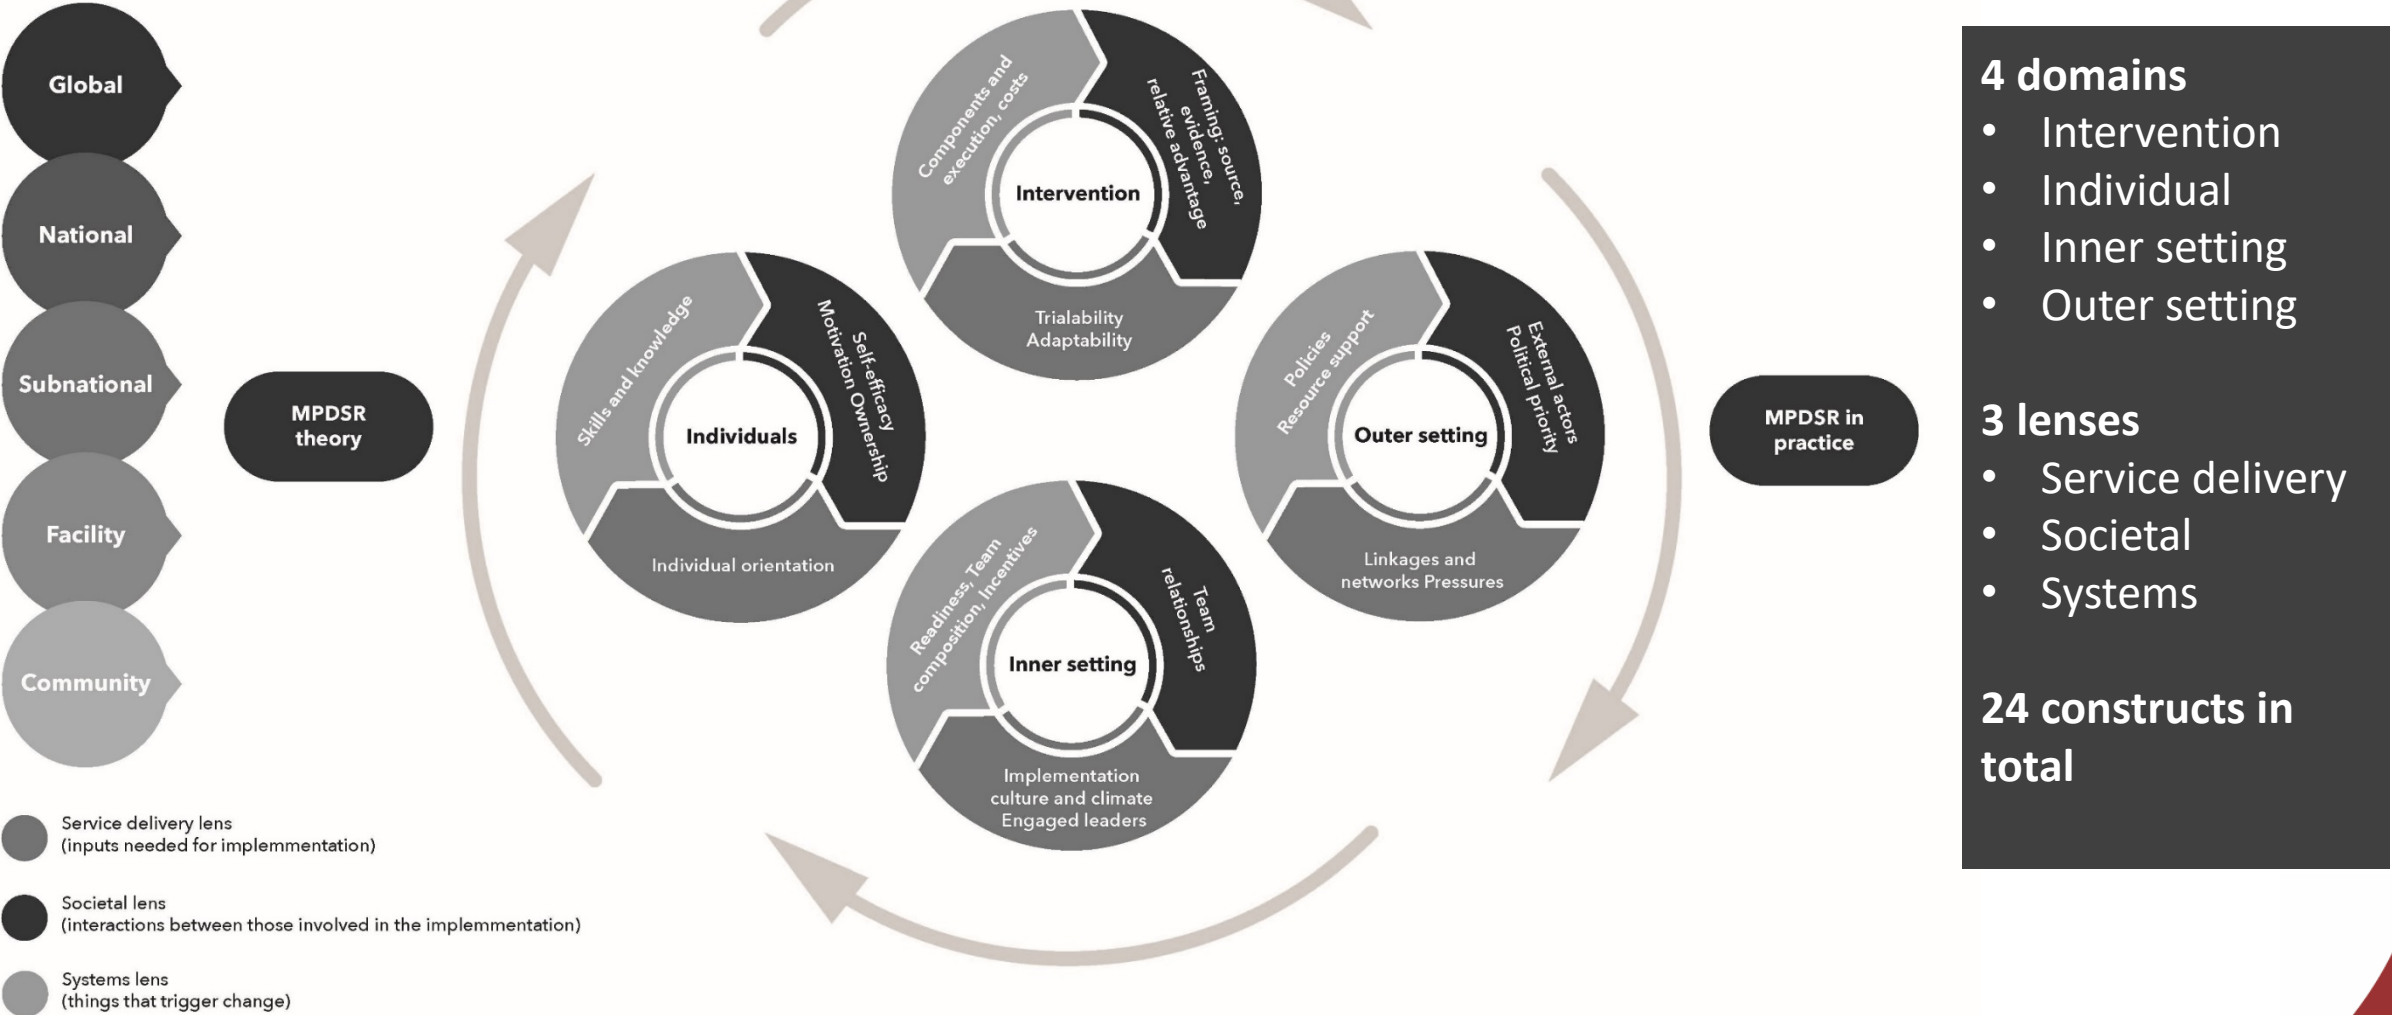 Global
National
Subnational
Facility
Community
MPDSR
theory
Components and
execution, costs
Framing: source,
evidence,
relative advantage
Intervention
Trialability
Adaptability
Skills and knowledge
Self-efficacy
Motivation Ownership
Individuals
Individual orientation
Policies
Resource support
External actors
Political priority
Outer setting
Linkages and
networks Pressures
Readiness, Team
composition, Incentives
Team
relationships
Inner setting
Implementation
culture and climate
Engaged leaders
MPDSR in
practice
Service delivery lens
(inputs needed for implemmentation)
Societal lens
(interactions between those involved in the implemmentation)
Systems lens
(things that trigger change)
4 domains
• Intervention
• Individual
• Inner setting
• Outer setting
3 lenses
• Service delivery
• Societal
• Systems
24 constructs in
total